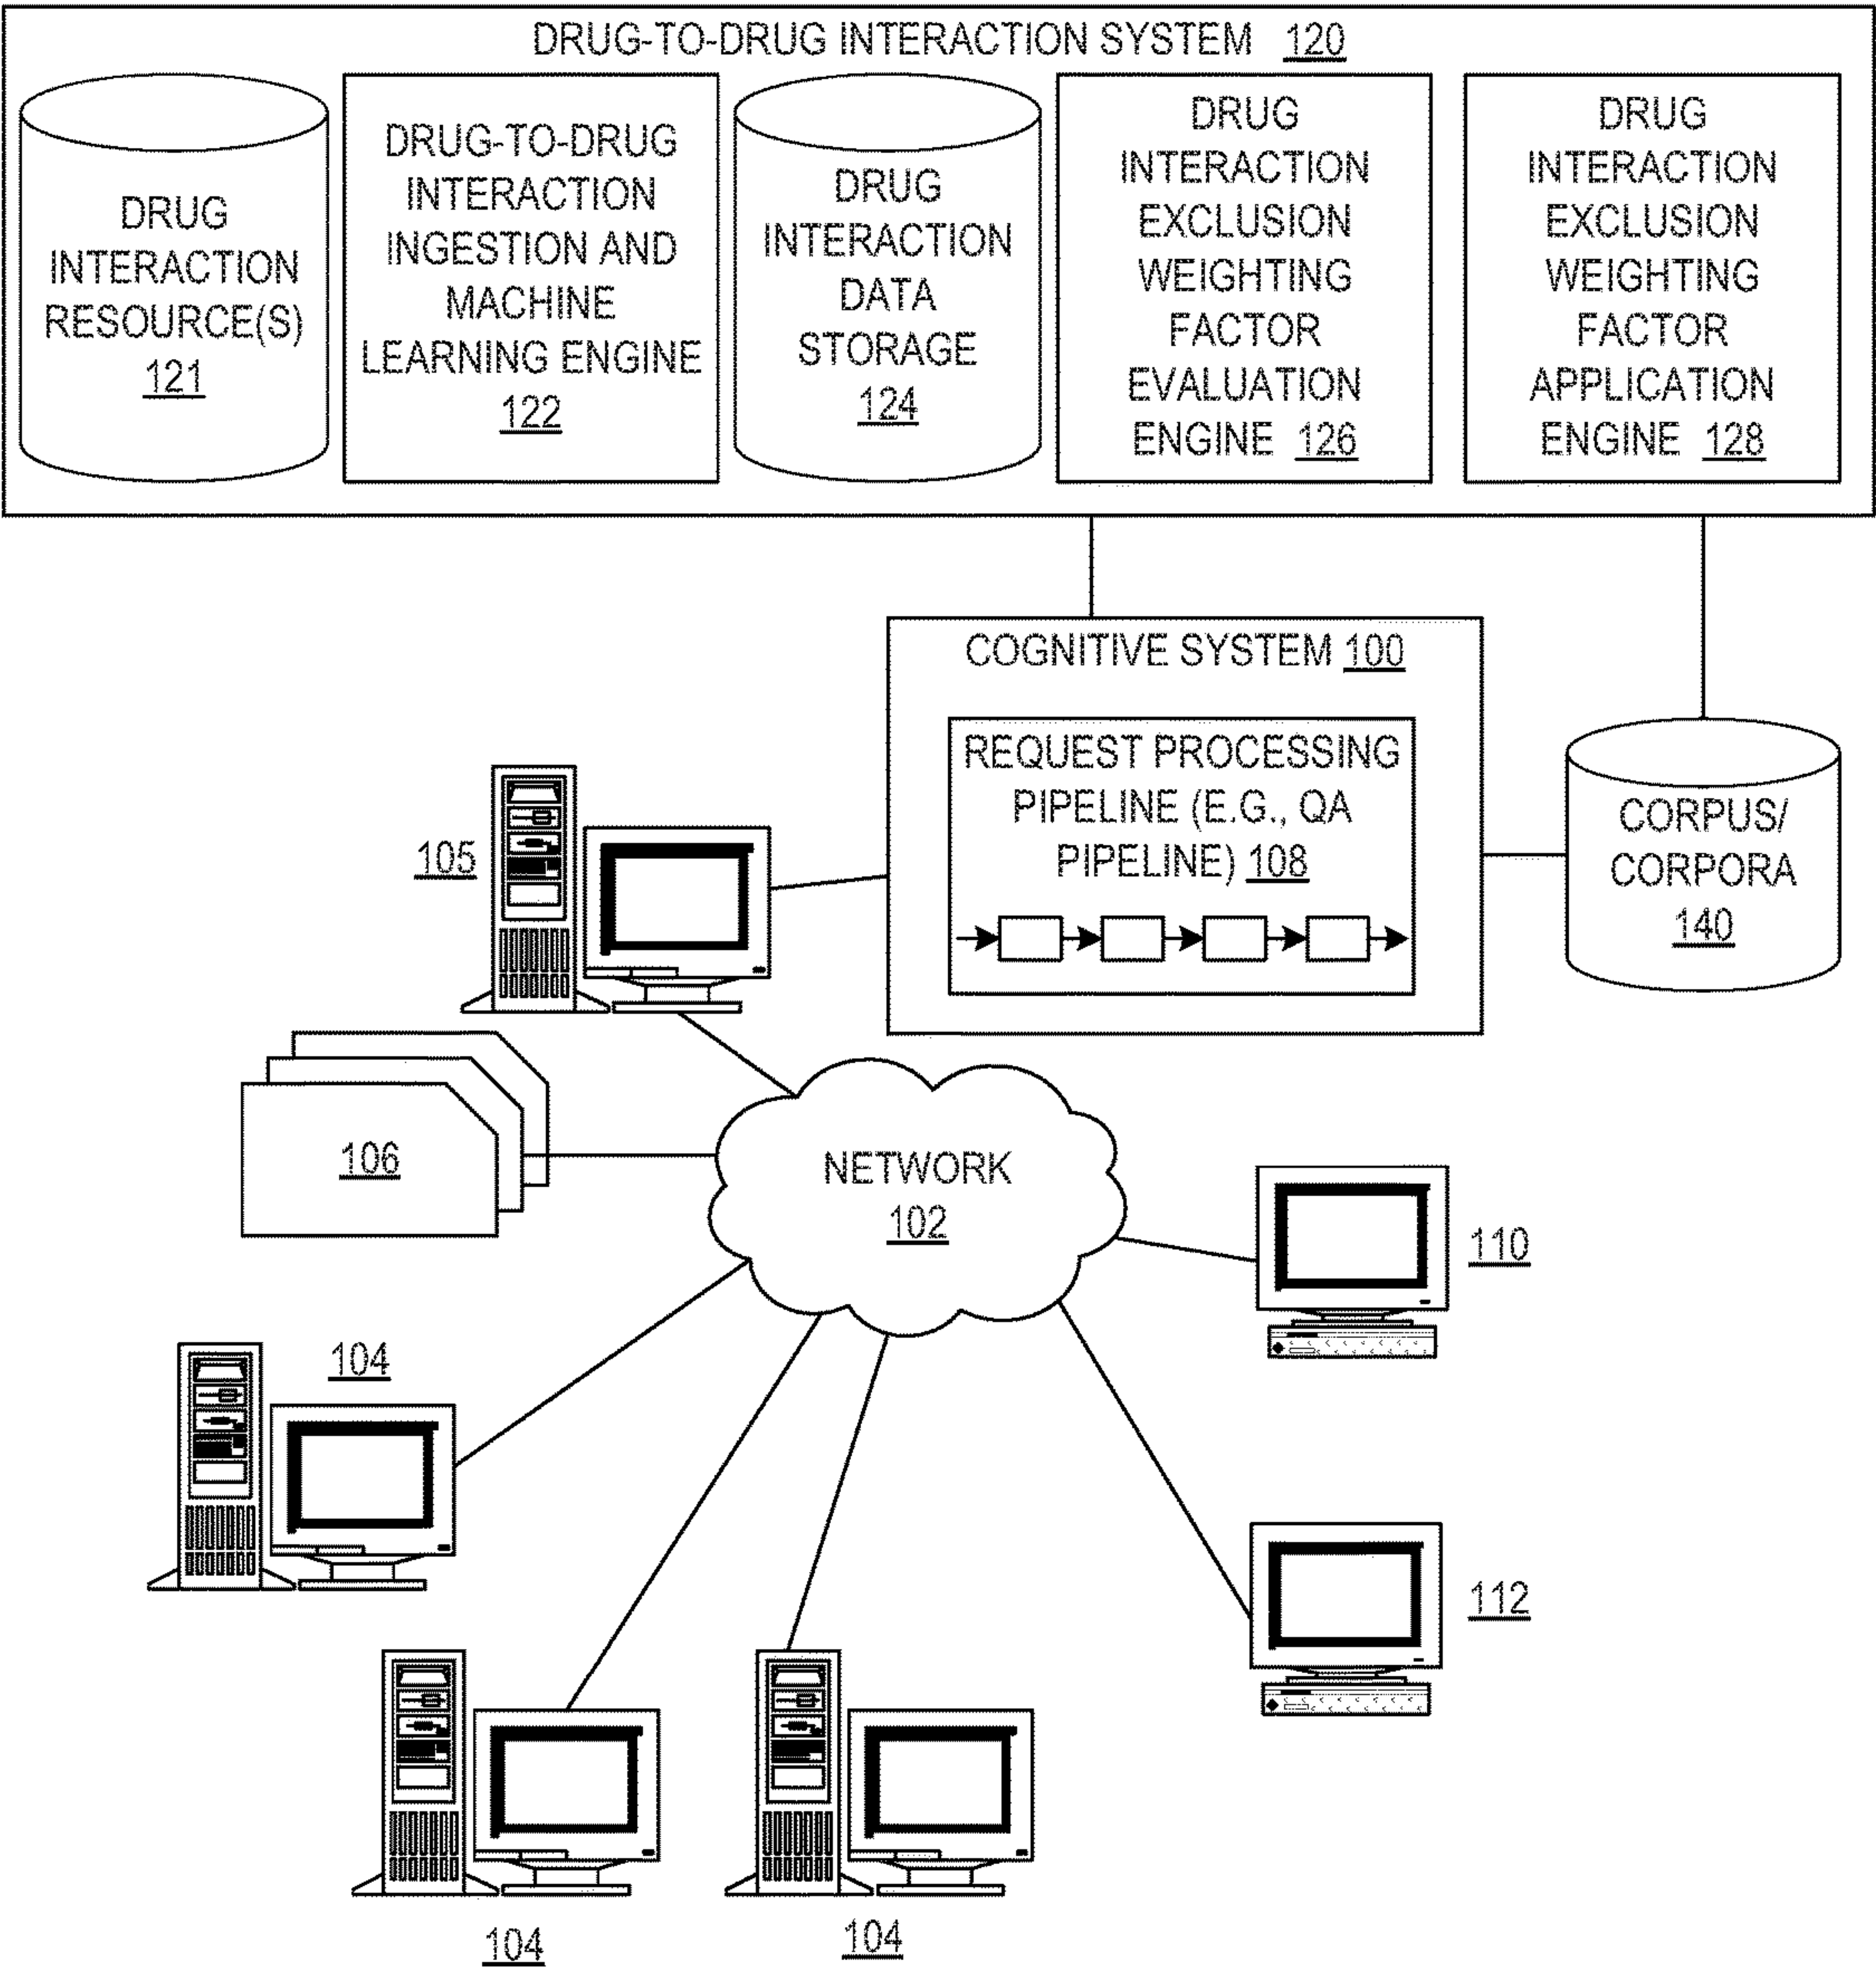 DRUG-TO-DRUG INTERACTION SYSTEM 120
DRUG
INTERACTION
RESOURCE(S)
121
DRUG-TO-DRUG
INTERACTION
INGESTION AND
MACHINE
LEARNING ENGINE
122
DRUG
INTERACTION
DATA
STORAGE
124
DRUG
INTERACTION
EXCLUSION
WEIGHTING
FACTOR
EVALUATION
ENGINE 126
DRUG
INTERACTION
EXCLUSION
WEIGHTING
FACTOR
APPLICATION
ENGINE 128
COGNITIVE SYSTEM 100
REQUEST PROCESSING
PIPELINE (E.G., QA
PIPELINE) 108
CORPUS/
CORPORA
140
105
106
NETWORK
102
110
104
112
104
104